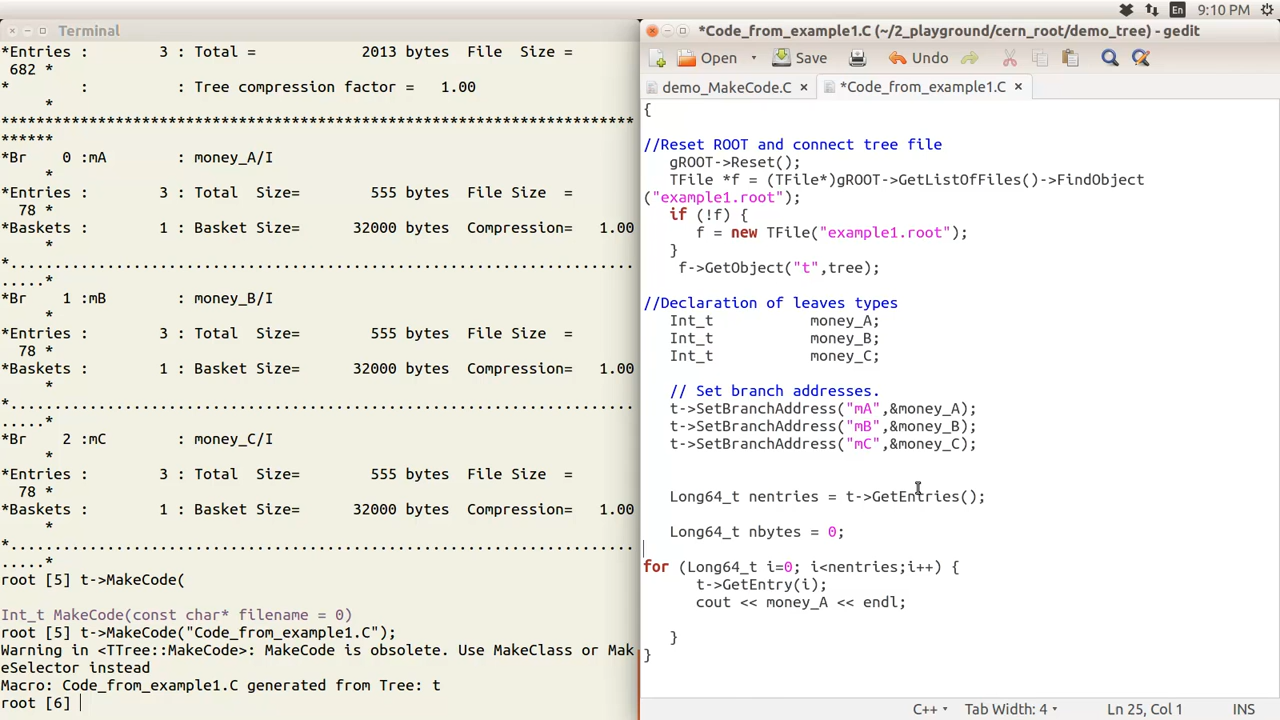 En 9:10 PM
Terminal
*Entries :        3 : Total =            2013 bytes  File  Size =
 682 *
*        :          : Tree compression factor =   1.00
     *
************************************************************************
******
*Br    0 :mA        : money_A/I
     *
*Entries :        3 : Total  Size=        555 bytes  File Size  =
  78 *
*Baskets :        1 : Basket Size=      32000 bytes  Compression=   1.00
     *
*........................................................................
.....*
*Br    1 :mB        : money_B/I
     *
*Entries :        3 : Total  Size=        555 bytes  File Size  =
  78 *
*Baskets :        1 : Basket Size=      32000 bytes  Compression=   1.00
     *
*........................................................................
.....*
*Br    2 :mC        : money_C/I
     *
*Entries :        3 : Total  Size=        555 bytes  File Size  =
  78 *
*Baskets :        1 : Basket Size=      32000 bytes  Compression=   1.00
     *
*........................................................................
.....*
root [5] t->MakeCode(
Int_t MakeCode(const char* filename = 0)
root [5] t->MakeCode("Code_from_example1.C");
Warning in <TTree::MakeCode>: MakeCode is obsolete. Use MakeClass or Mak
eSelector instead
Macro: Code_from_example1.C generated from Tree: t
root [6]
*Code_from_example1.C (~/2_playground/cern_root/demo_tree) - gedit
Open Save Undo
demo_MakeCode.C × *Code_from_example1.C ×
{
//Reset ROOT and connect tree file
   gROOT->Reset();
   TFile *f = (TFile*)gROOT->GetListOfFiles()->FindObject
("example1.root");
   if (!f) {
      f = new TFile("example1.root");
   }
    f->GetObject("t",tree);
//Declaration of leaves types
   Int_t           money_A;
   Int_t           money_B;
   Int_t           money_C;
   // Set branch addresses.
   t->SetBranchAddress("mA",&money_A);
   t->SetBranchAddress("mB",&money_B);
   t->SetBranchAddress("mC",&money_C);
   Long64_t nentries = t->GetEntries();
   Long64_t nbytes = 0;
for (Long64_t i=0; i<nentries;i++) {
      t->GetEntry(i);
      cout << money_A << endl;
   }
}
C++ Tab Width: 4 Ln 25, Col 1 INS